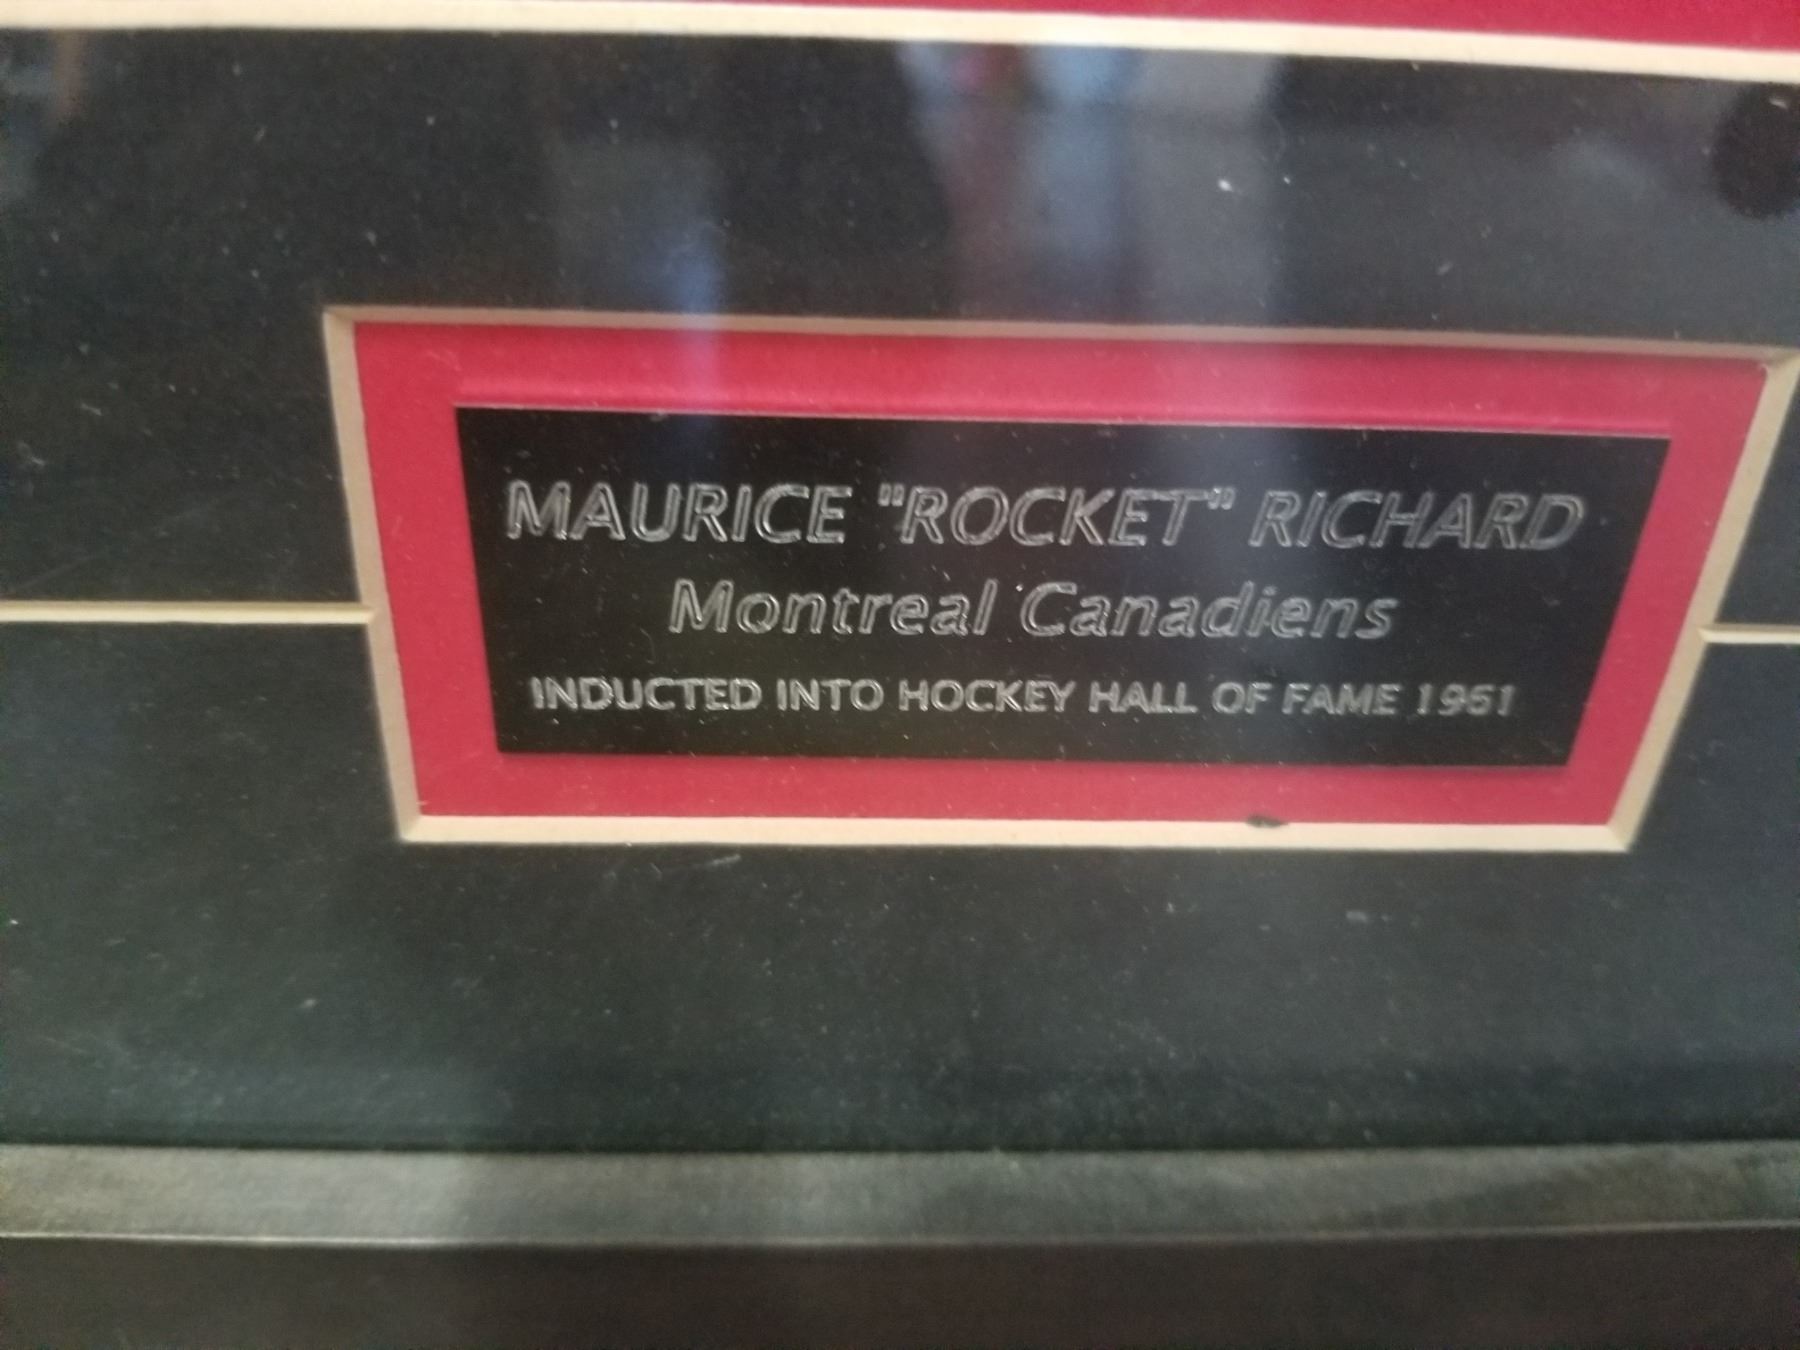 MAURICE "ROCKET" RICHARD
Montreal Canadiens
INDUCTED INTO HOCKEY HALL OF FAME 1961